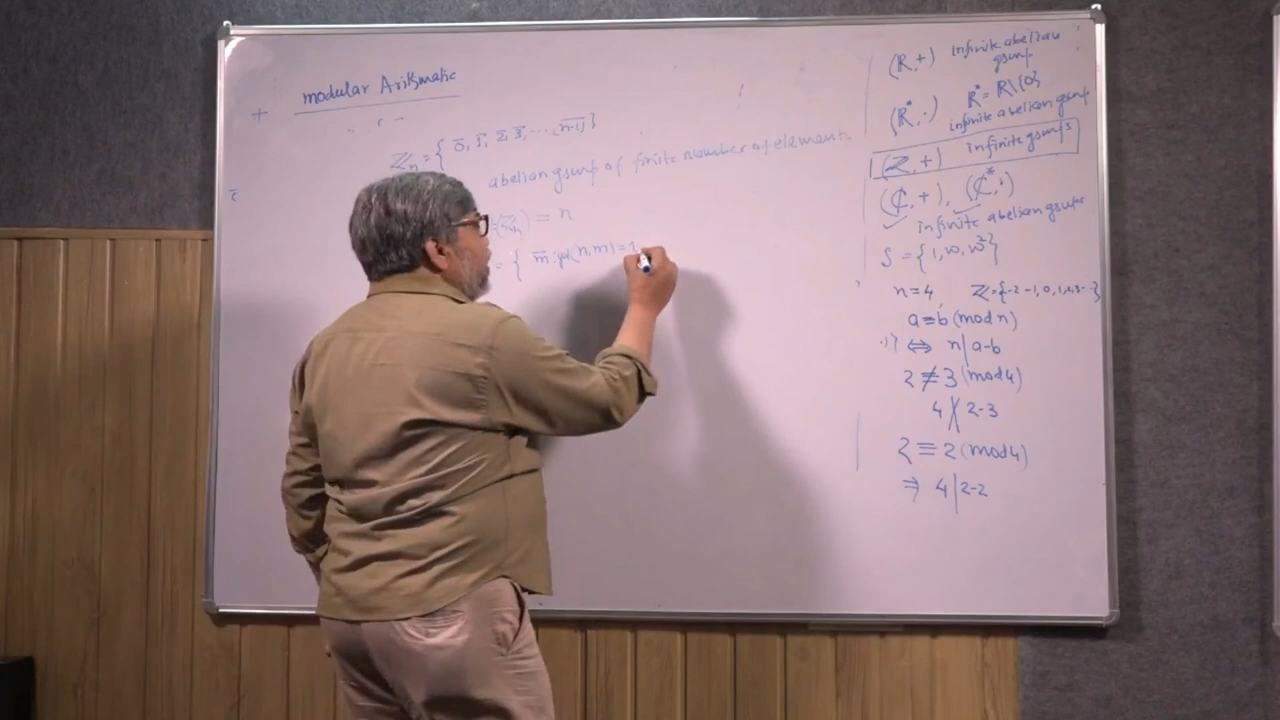 modular Arithmatic
ℤn = { 0̅, 1̅, 2̅, 3̅, ..., n-1̅ }
abelian group of finite number of elements
(ℤn) = n
= { m̅ : gcd(n,m)=1
(ℝ,+) infinite abelian group
(ℝ*, ·) ℝ* = ℝ\{0}
infinite abelian group
(ℤ,+) infinite groups
(ℂ,+), (ℂ*, ·)
infinite abelian groups
S = {1, w, w²}
n=4, ℤ={..-2 -1, 0, 1, 2, 3 - ..}
a ≡ b (mod n)
⇔ n | a-b
2 ≢ 3 (mod 4)
4 ∤ 2-3
2 ≡ 2 (mod 4)
⇒ 4 | 2-2